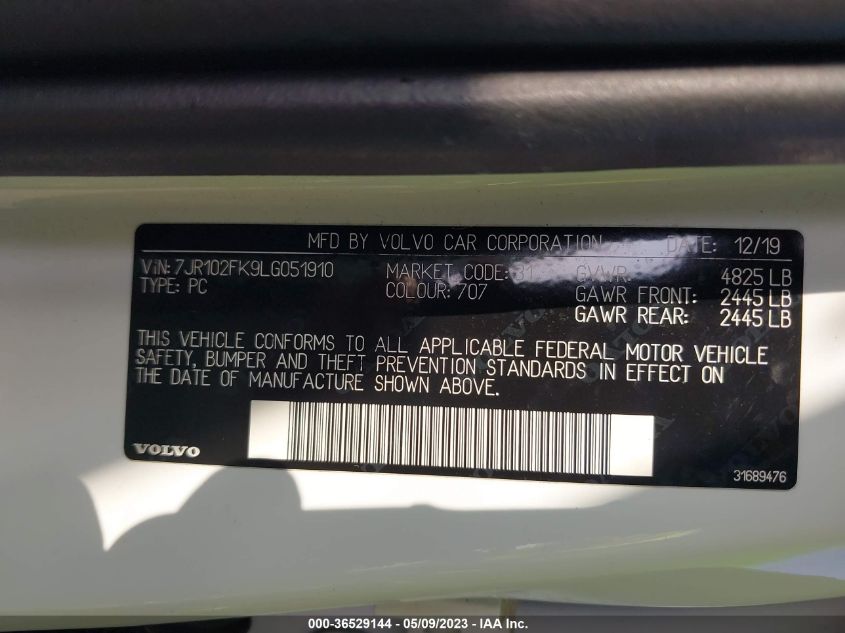 MFD BY VOLVO CAR CORPORATION DATE: 12/19
VIN: 7JR102FK9LG051910 MARKET CODE: 31 GVWR: 4825 LB
TYPE: PC COLOUR: 707 GAWR FRONT: 2445 LB
GAWR REAR: 2445 LB
THIS VEHICLE CONFORMS TO ALL APPLICABLE FEDERAL MOTOR VEHICLE
SAFETY, BUMPER AND THEFT PREVENTION STANDARDS IN EFFECT ON
THE DATE OF MANUFACTURE SHOWN ABOVE.
VOLVO
31689476
000-36529144 - 05/09/2023 - IAA Inc.